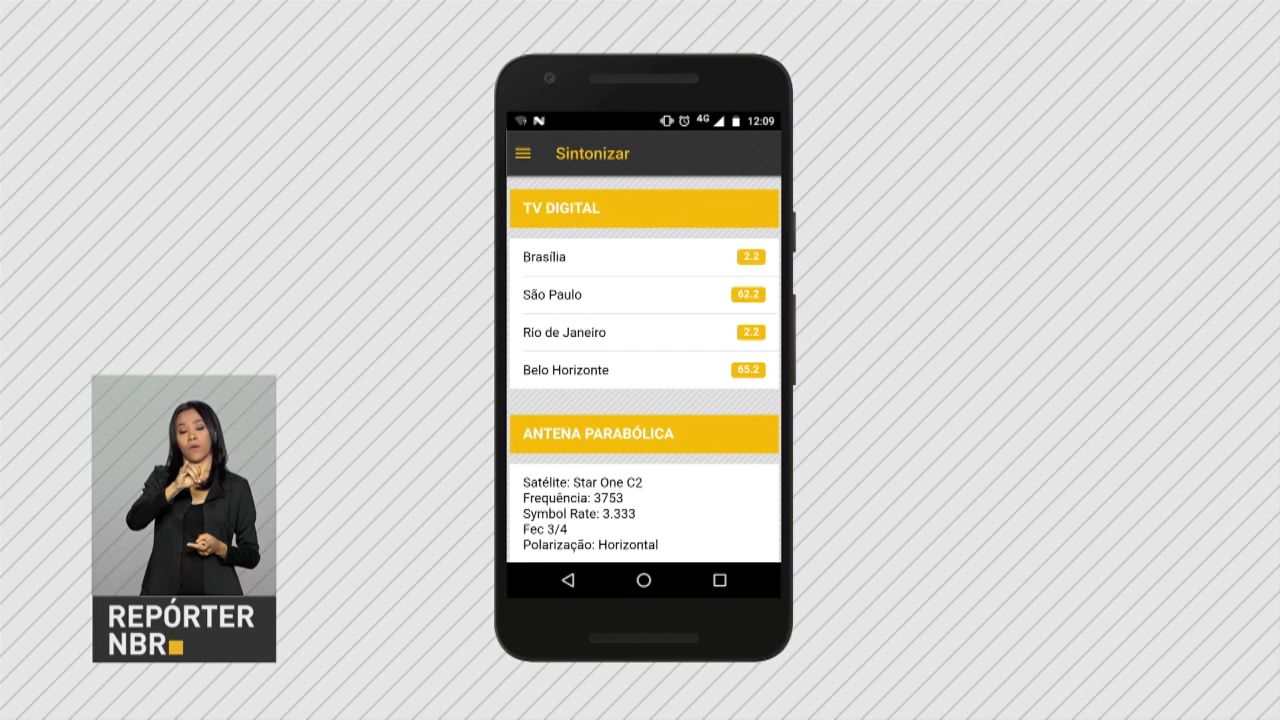 4G 12:09
Sintonizar
TV DIGITAL
Brasília 2.2
São Paulo 62.2
Rio de Janeiro 2.2
Belo Horizonte 65.2
ANTENA PARABÓLICA
Satélite: Star One C2
Frequência: 3753
Symbol Rate: 3.333
Fec 3/4
Polarização: Horizontal
REPÓRTER
NBR